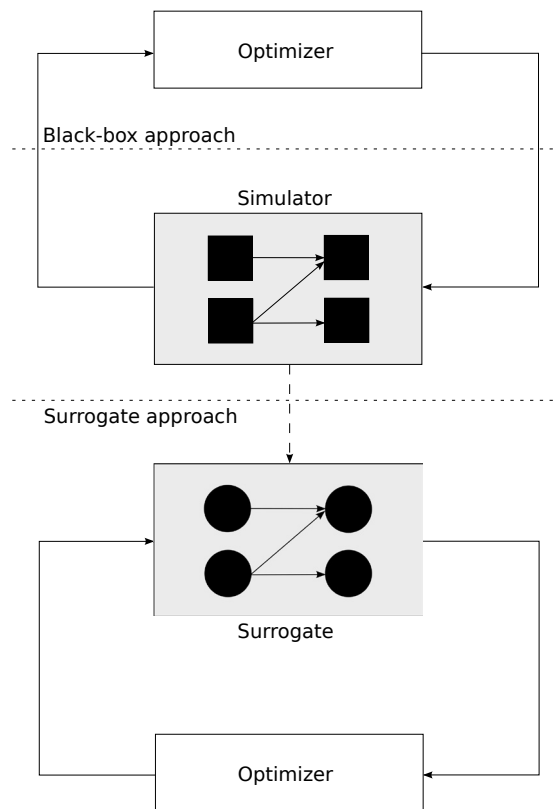 Optimizer
Black-box approach
Simulator
Surrogate approach
Surrogate
Optimizer